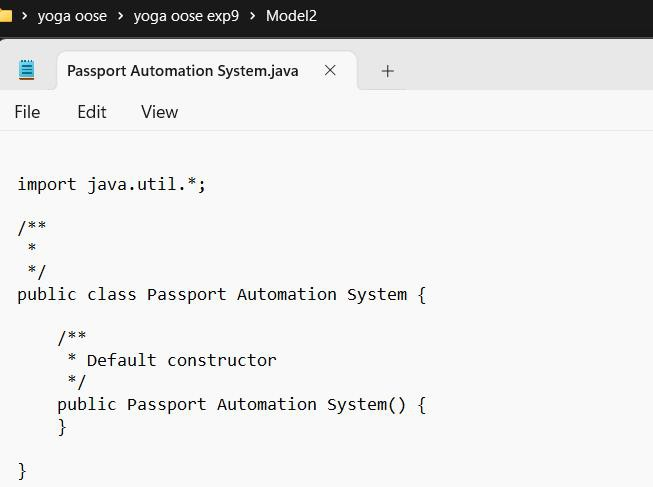 yoga oose > yoga oose exp9 > Model2
Passport Automation System.java
File Edit View
import java.util.*;
/**
 *
 */
public class Passport Automation System {
    /**
     * Default constructor
     */
    public Passport Automation System() {
    }
}